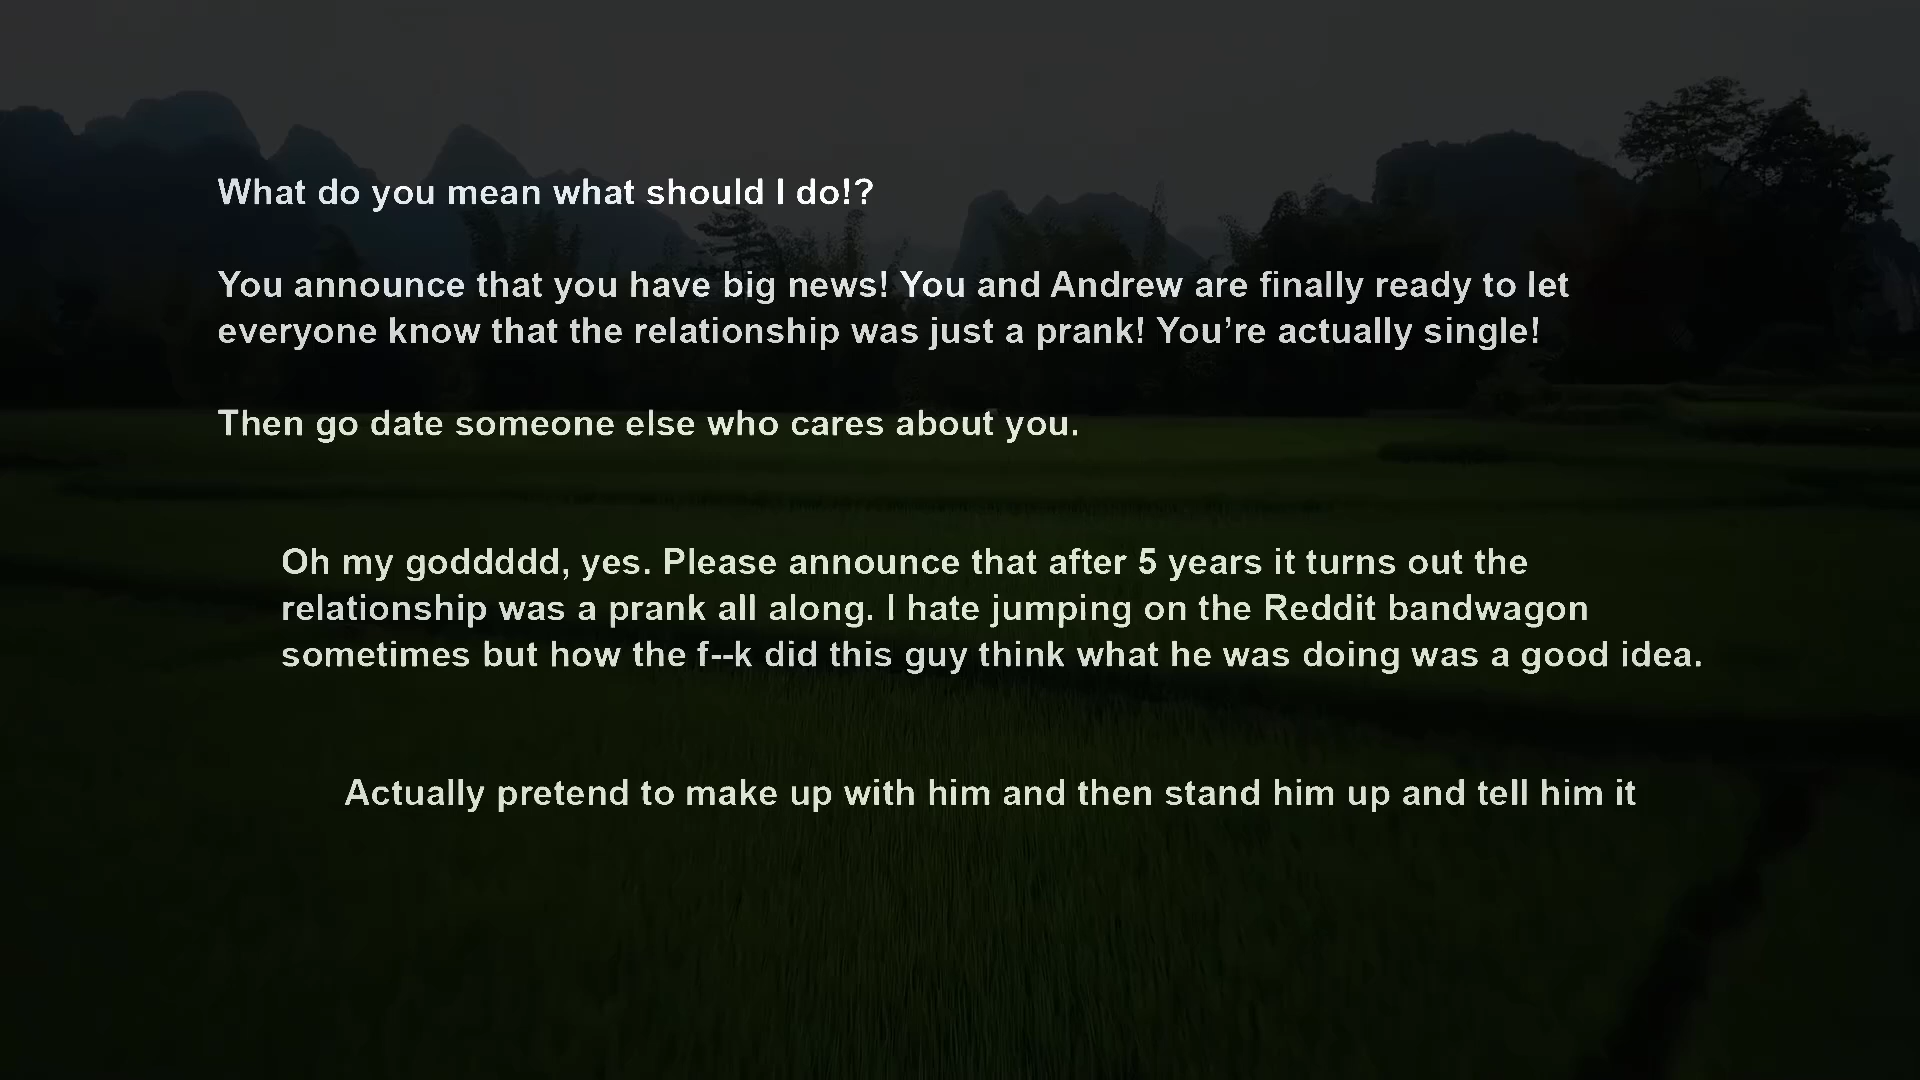 What do you mean what should I do!?
You announce that you have big news! You and Andrew are finally ready to let
everyone know that the relationship was just a prank! You’re actually single!
Then go date someone else who cares about you.
Oh my goddddd, yes. Please announce that after 5 years it turns out the
relationship was a prank all along. I hate jumping on the Reddit bandwagon
sometimes but how the f--k did this guy think what he was doing was a good idea.
Actually pretend to make up with him and then stand him up and tell him it